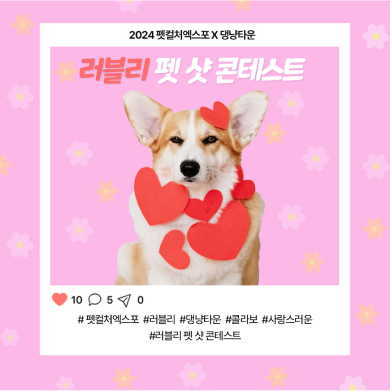 2024 펫컬처엑스포 X 댕냥타운
러블리 펫 샷 콘테스트
10 5 0
# 펫컬처엑스포 #러블리 #댕냥타운 #콜라보 #사랑스러운
#러블리 펫 샷 콘테스트